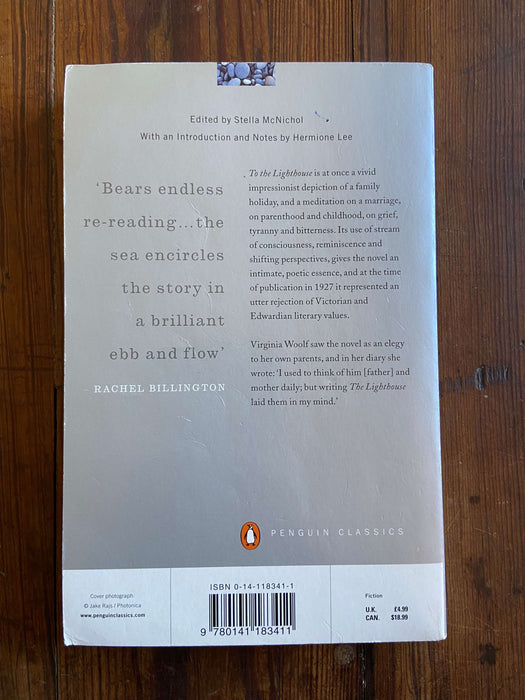 Edited by Stella McNichol
With an Introduction and Notes by Hermione Lee
'Bears endless
re-reading...the
sea encircles
the story in
a brilliant
ebb and flow'
RACHEL BILLINGTON
To the Lighthouse is at once a vivid
impressionist depiction of a family
holiday, and a meditation on a marriage,
on parenthood and childhood, on grief,
tyranny and bitterness. Its use of stream
of consciousness, reminiscence and
shifting perspectives, gives the novel an
intimate, poetic essence, and at the time
of publication in 1927 it represented an
utter rejection of Victorian and
Edwardian literary values.
Virginia Woolf saw the novel as an elegy
to her own parents, and in her diary she
wrote: 'I used to think of him [father] and
mother daily; but writing The Lighthouse
laid them in my mind.'
PENGUIN CLASSICS
Cover photograph
© Jake Rajs / Photonica
www.penguinclassics.com
ISBN 0-14-118341-1
9 780141 183411
Fiction
U.K. £4.99
CAN. $18.99